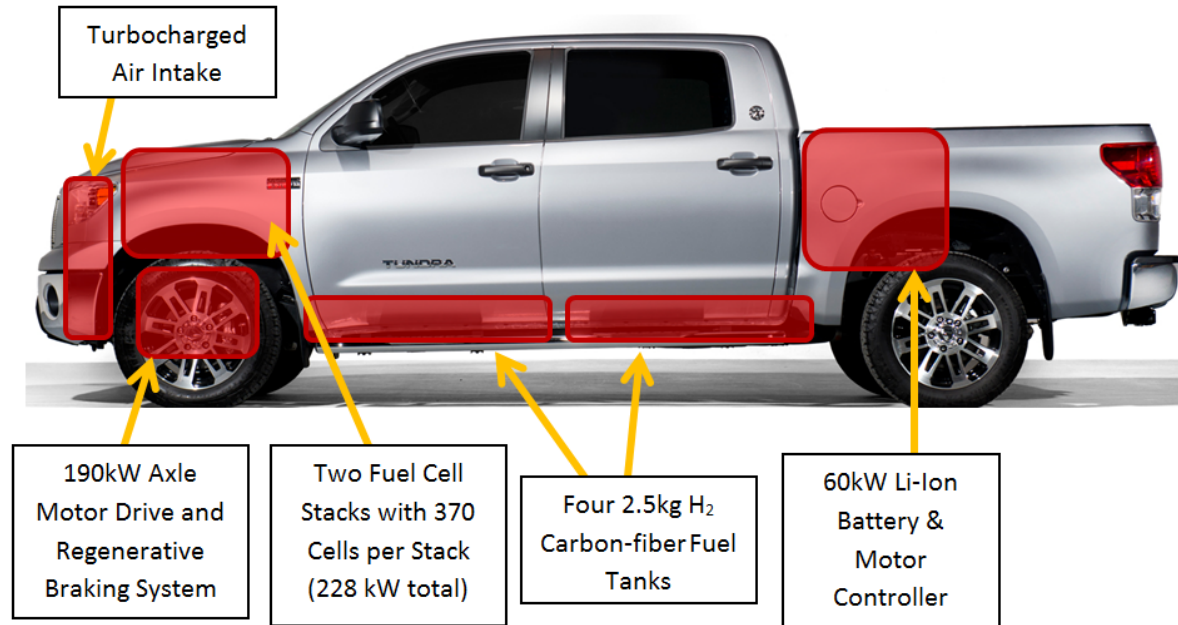 Turbocharged
Air Intake
TUNDRA
190kW Axle
Motor Drive and
Regenerative
Braking System
Two Fuel Cell
Stacks with 370
Cells per Stack
(228 kW total)
Four 2.5kg H₂
Carbon-fiber Fuel
Tanks
60kW Li-Ion
Battery &
Motor
Controller